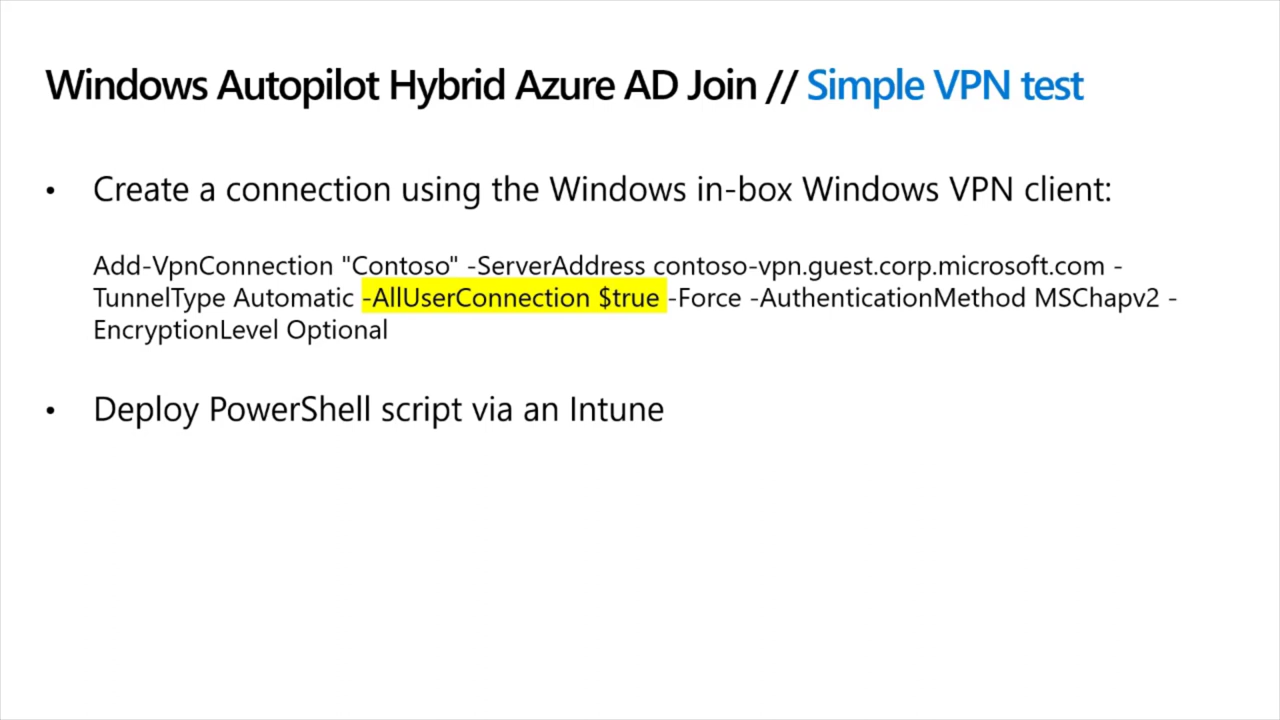 Windows Autopilot Hybrid Azure AD Join // Simple VPN test
• Create a connection using the Windows in-box Windows VPN client:
Add-VpnConnection "Contoso" -ServerAddress contoso-vpn.guest.corp.microsoft.com -
TunnelType Automatic -AllUserConnection $true -Force -AuthenticationMethod MSChapv2 -
EncryptionLevel Optional
• Deploy PowerShell script via an Intune